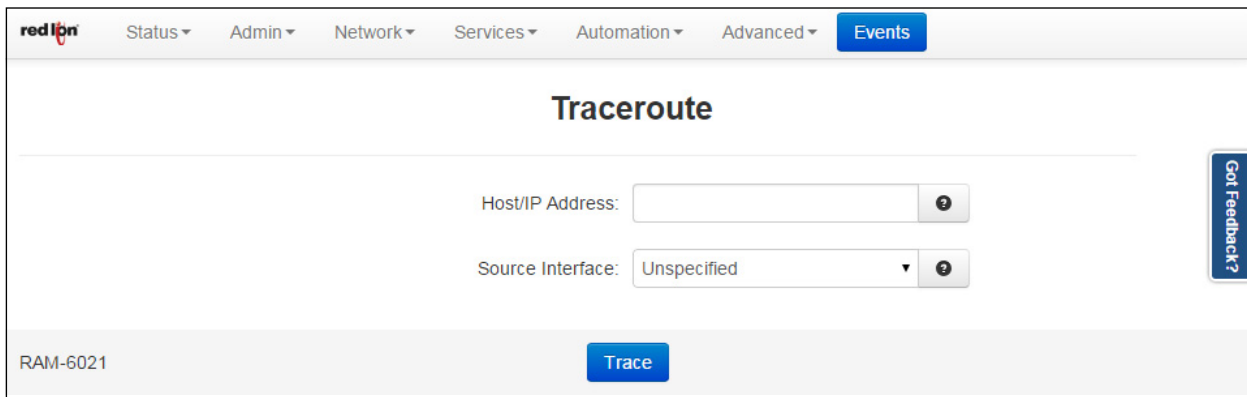 red lion Status Admin Network Services Automation Advanced Events
Traceroute
Host/IP Address:
Source Interface: Unspecified
Got Feedback?
RAM-6021 Trace